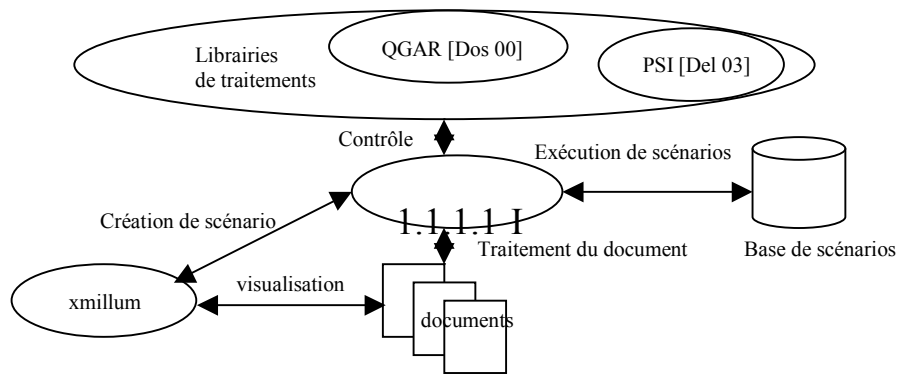 QGAR [Dos 00]
Librairies
de traitements
PSI [Del 03]
Contrôle
Exécution de scénarios
Création de scénario
1.1.1.1 I
Traitement du document
Base de scénarios
visualisation
xmillum
documents